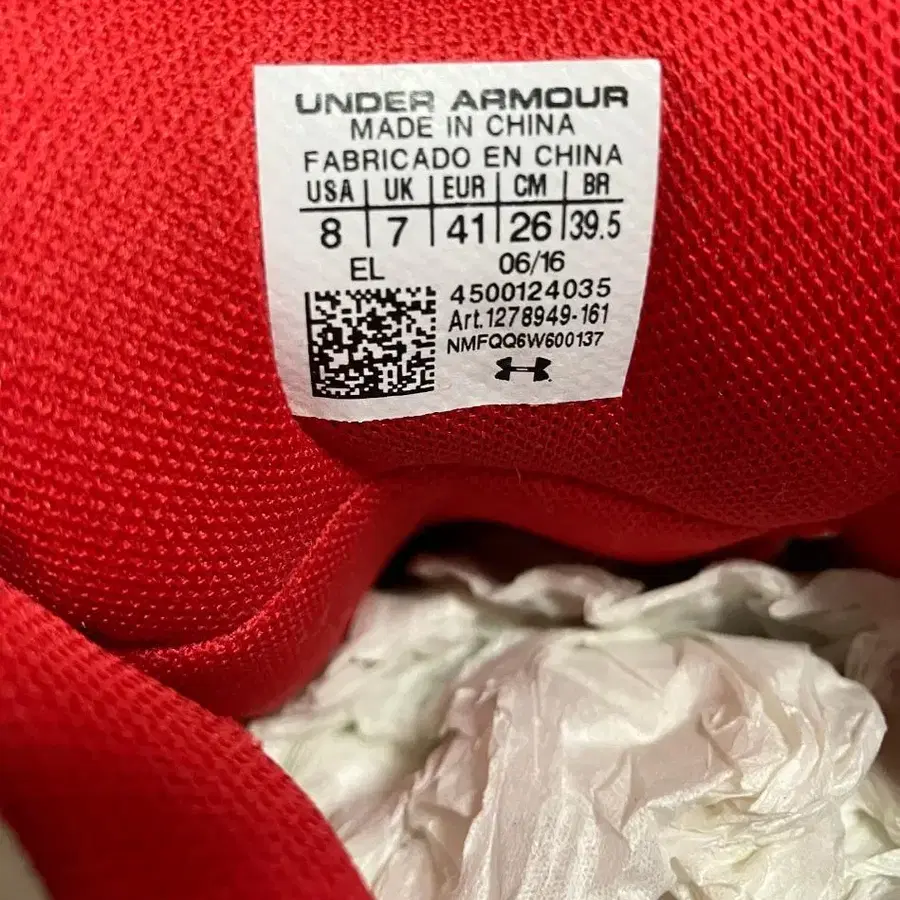 UNDER ARMOUR
MADE IN CHINA
FABRICADO EN CHINA
USA | UK | EUR | CM | BR
8 | 7 | 41 | 26 | 39.5
EL 06/16
4500124035
Art.1278949-161
NMFQQ6W600137